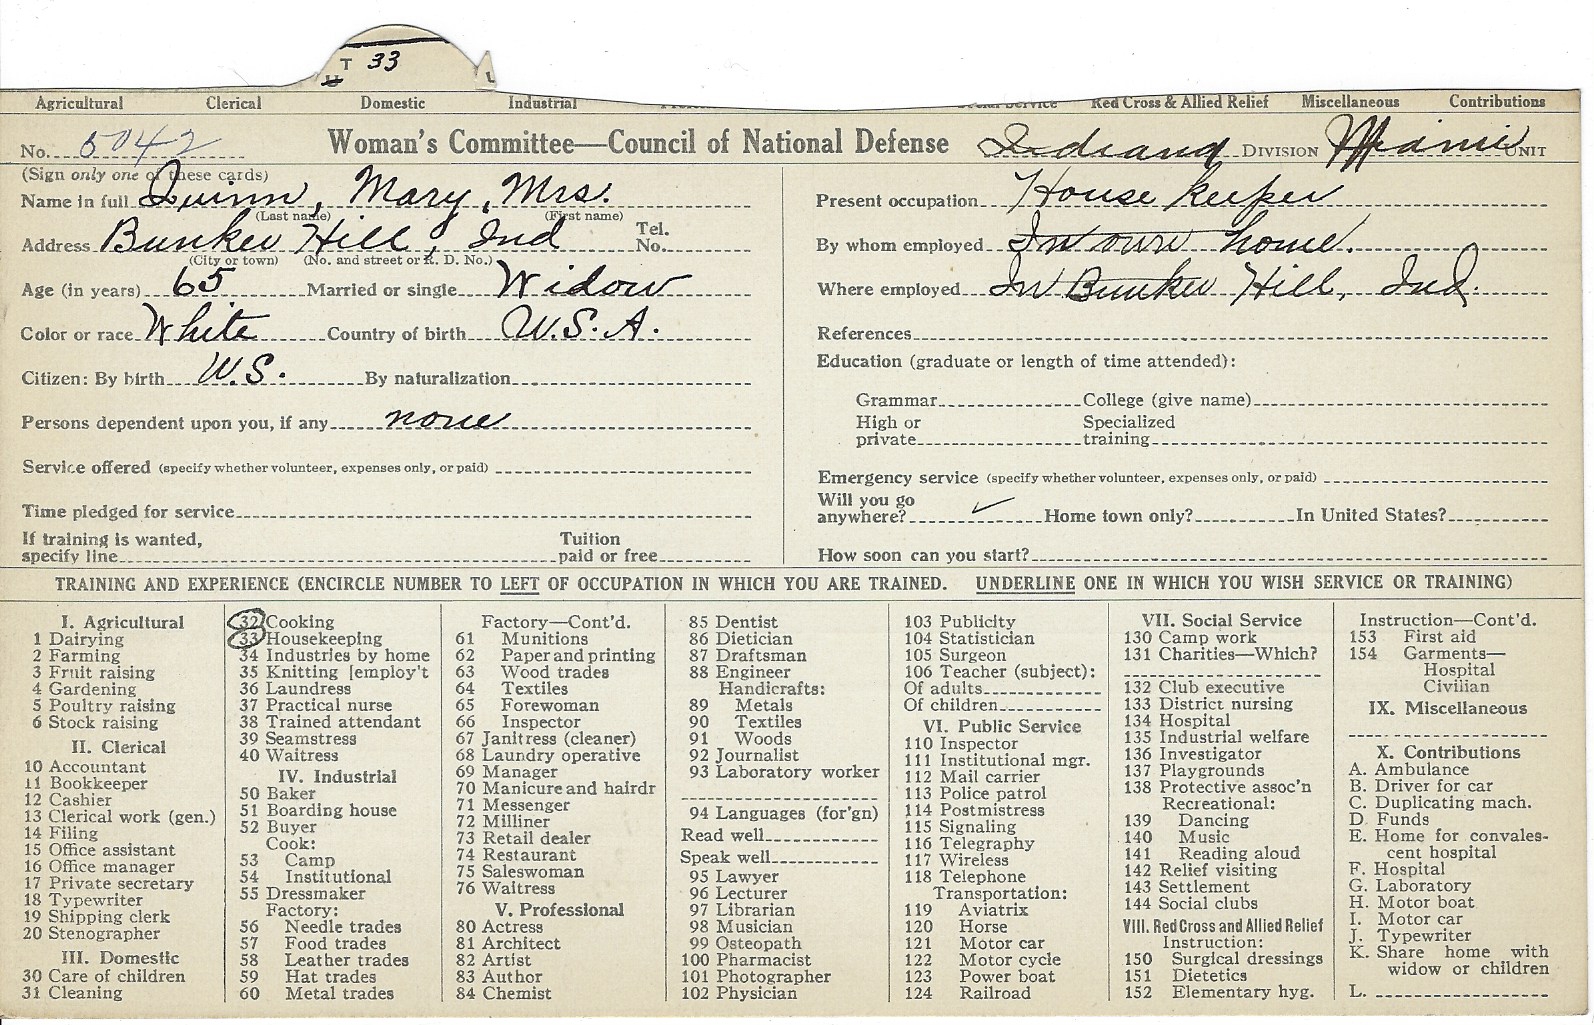 T 33
Agricultural Clerical Domestic Industrial Social Service Red Cross & Allied Relief Miscellaneous Contributions
No. 5042 Woman's Committee—Council of National Defense Indiana DIVISION Miami UNIT
(Sign only one of these cards)
Name in full Quinn, Mary, Mrs.
(Last name) (First name)
Address Bunker Hill, Ind Tel. No.
(City or town) (No. and street or R. D. No.)
Age (in years) 65. Married or single Widow
Color or race White Country of birth U.S.A.
Citizen: By birth U.S. By naturalization
Persons dependent upon you, if any none
Service offered (specify whether volunteer, expenses only, or paid)
Time pledged for service
If training is wanted, specify line Tuition paid or free
Present occupation House keeper
By whom employed In own home.
Where employed In Bunker Hill, Ind.
References
Education (graduate or length of time attended):
Grammar College (give name)
High or private Specialized training
Emergency service (specify whether volunteer, expenses only, or paid)
Will you go anywhere? ✓ Home town only? In United States?
How soon can you start?
TRAINING AND EXPERIENCE (ENCIRCLE NUMBER TO LEFT OF OCCUPATION IN WHICH YOU ARE TRAINED. UNDERLINE ONE IN WHICH YOU WISH SERVICE OR TRAINING)
I. Agricultural
1 Dairying
2 Farming
3 Fruit raising
4 Gardening
5 Poultry raising
6 Stock raising
II. Clerical
10 Accountant
11 Bookkeeper
12 Cashier
13 Clerical work (gen.)
14 Filing
15 Office assistant
16 Office manager
17 Private secretary
18 Typewriter
19 Shipping clerk
20 Stenographer
III. Domestic
30 Care of children
31 Cleaning
32 Cooking
33 Housekeeping
34 Industries by home
35 Knitting [employ't
36 Laundress
37 Practical nurse
38 Trained attendant
39 Seamstress
40 Waitress
IV. Industrial
50 Baker
51 Boarding house
52 Buyer
Cook:
53 Camp
54 Institutional
55 Dressmaker
Factory:
56 Needle trades
57 Food trades
58 Leather trades
59 Hat trades
60 Metal trades
Factory—Cont'd.
61 Munitions
62 Paper and printing
63 Wood trades
64 Textiles
65 Forewoman
66 Inspector
67 Janitress (cleaner)
68 Laundry operative
69 Manager
70 Manicure and hairdr
71 Messenger
72 Milliner
73 Retail dealer
74 Restaurant
75 Saleswoman
76 Waitress
V. Professional
80 Actress
81 Architect
82 Artist
83 Author
84 Chemist
85 Dentist
86 Dietician
87 Draftsman
88 Engineer
Handicrafts:
89 Metals
90 Textiles
91 Woods
92 Journalist
93 Laboratory worker
94 Languages (for'gn)
Read well
Speak well
95 Lawyer
96 Lecturer
97 Librarian
98 Musician
99 Osteopath
100 Pharmacist
101 Photographer
102 Physician
103 Publicity
104 Statistician
105 Surgeon
106 Teacher (subject):
Of adults
Of children
VI. Public Service
110 Inspector
111 Institutional mgr.
112 Mail carrier
113 Police patrol
114 Postmistress
115 Signaling
116 Telegraphy
117 Wireless
118 Telephone
Transportation:
119 Aviatrix
120 Horse
121 Motor car
122 Motor cycle
123 Power boat
124 Railroad
VII. Social Service
130 Camp work
131 Charities—Which?
132 Club executive
133 District nursing
134 Hospital
135 Industrial welfare
136 Investigator
137 Playgrounds
138 Protective assoc'n
Recreational:
139 Dancing
140 Music
141 Reading aloud
142 Relief visiting
143 Settlement
144 Social clubs
VIII. Red Cross and Allied Relief
Instruction:
150 Surgical dressings
151 Dietetics
152 Elementary hyg.
Instruction—Cont'd.
153 First aid
154 Garments—
Hospital
Civilian
IX. Miscellaneous
X. Contributions
A. Ambulance
B. Driver for car
C. Duplicating mach.
D. Funds
E. Home for convales-
cent hospital
F. Hospital
G. Laboratory
H. Motor boat
I. Motor car
J. Typewriter
K. Share home with
widow or children
L.